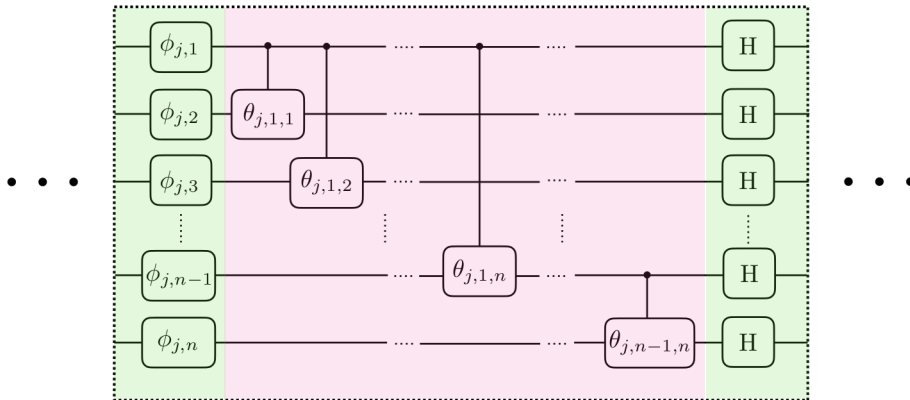 ϕ_{j,1} H
ϕ_{j,2} θ_{j,1,1} H
ϕ_{j,3} θ_{j,1,2} H
ϕ_{j,n−1} θ_{j,1,n} H
ϕ_{j,n} θ_{j,n−1,n} H